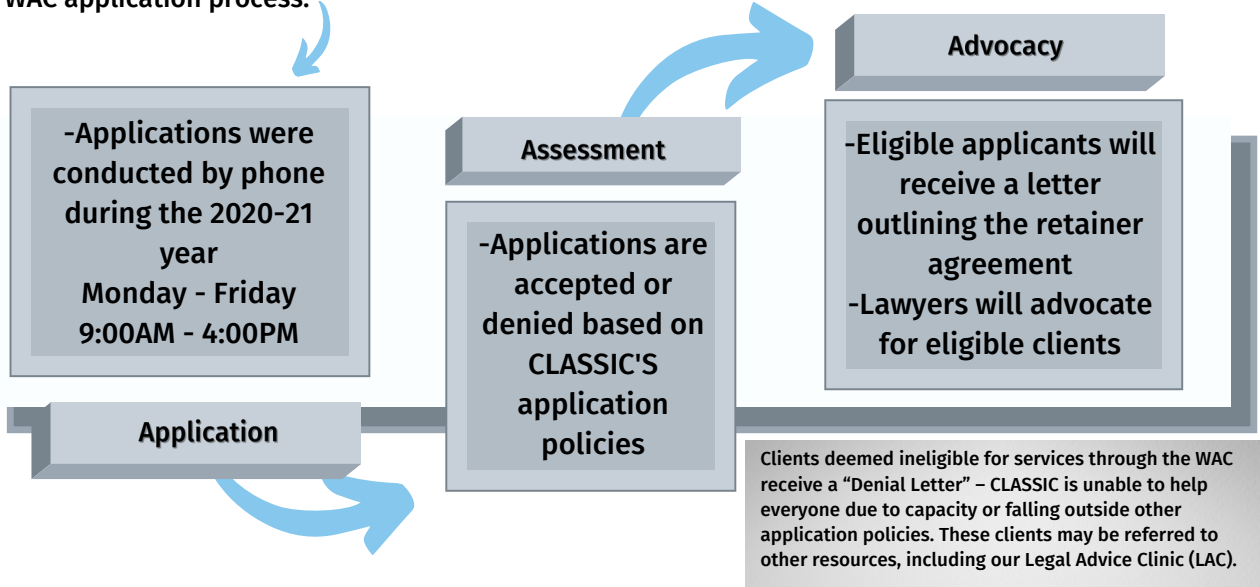 WAC application process.
-Applications were
conducted by phone
during the 2020-21
year
Monday - Friday
9:00AM - 4:00PM
Application
Assessment
-Applications are
accepted or
denied based on
CLASSIC'S
application
policies
Advocacy
-Eligible applicants will
receive a letter
outlining the retainer
agreement
-Lawyers will advocate
for eligible clients
Clients deemed ineligible for services through the WAC
receive a “Denial Letter” – CLASSIC is unable to help
everyone due to capacity or falling outside other
application policies. These clients may be referred to
other resources, including our Legal Advice Clinic (LAC).